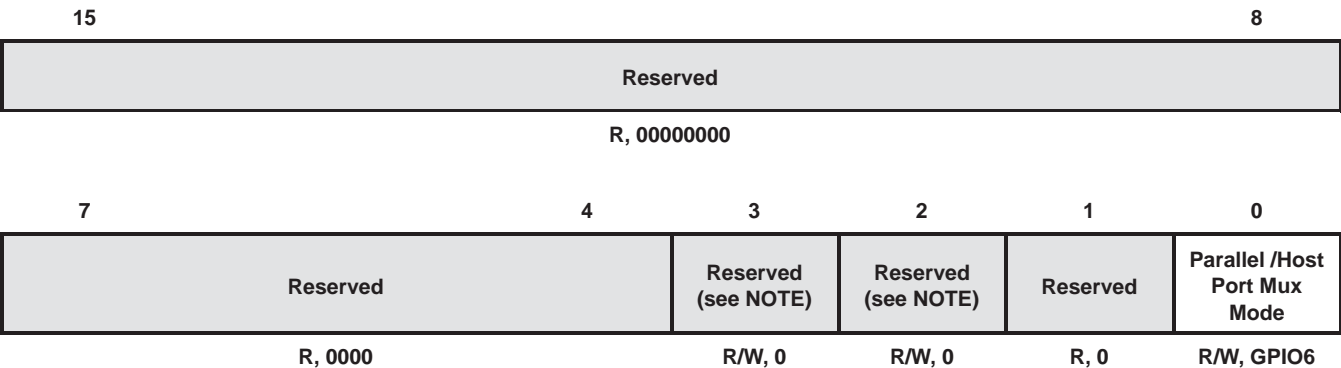 15 8
Reserved
R, 00000000
7 4 3 2 1 0
Reserved Reserved (see NOTE) Reserved (see NOTE) Reserved Parallel /Host Port Mux Mode
R, 0000 R/W, 0 R/W, 0 R, 0 R/W, GPIO6